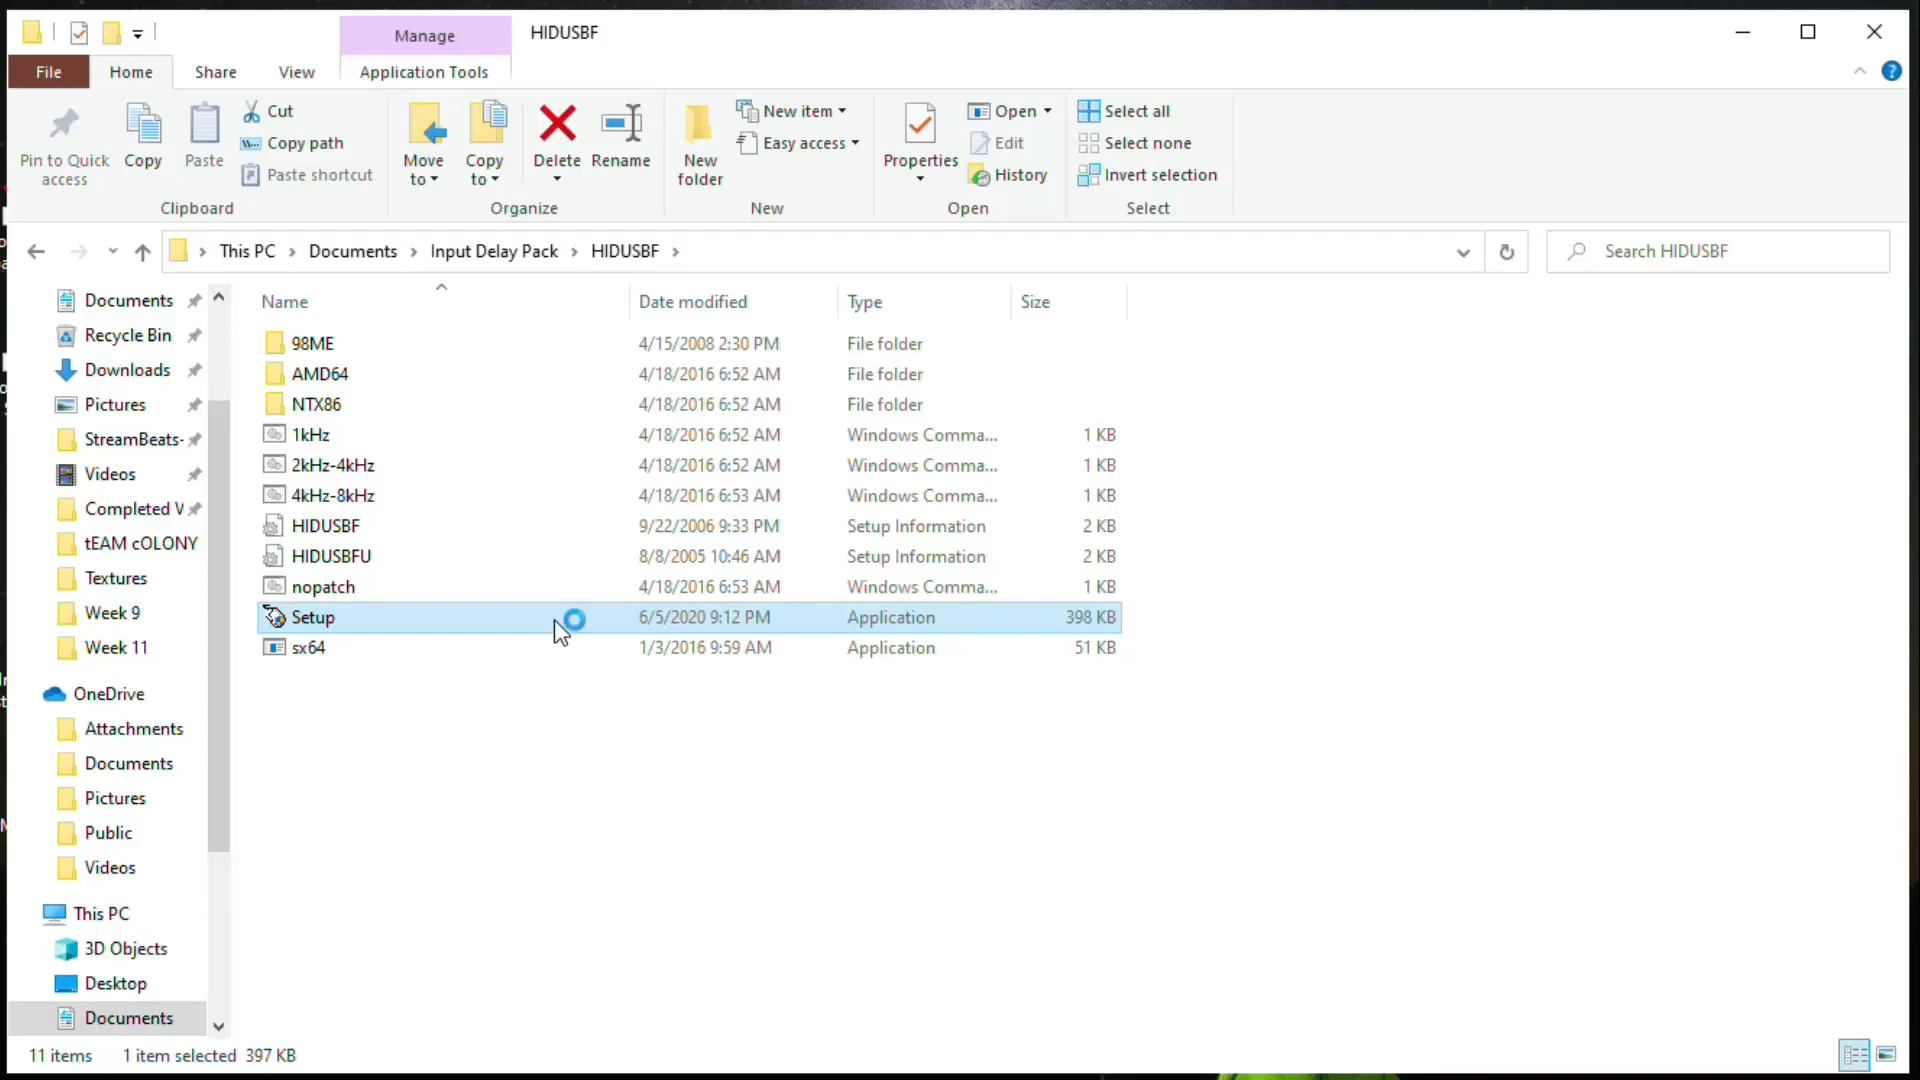 Manage
HIDUSBF
File
Home
Share
View
Application Tools
Pin to Quick access
Copy
Paste
Cut
Copy path
Paste shortcut
Clipboard
Move to
Copy to
Delete
Rename
Organize
New folder
New item
Easy access
New
Properties
Open
Edit
History
Open
Select all
Select none
Invert selection
Select
This PC > Documents > Input Delay Pack > HIDUSBF >
Search HIDUSBF
Documents
Recycle Bin
Downloads
Pictures
StreamBeats-
Videos
Completed V
tEAM cOLONY
Textures
Week 9
Week 11
OneDrive
Attachments
Documents
Pictures
Public
Videos
This PC
3D Objects
Desktop
Documents
Name Date modified Type Size
98ME 4/15/2008 2:30 PM File folder
AMD64 4/18/2016 6:52 AM File folder
NTX86 4/18/2016 6:52 AM File folder
1kHz 4/18/2016 6:52 AM Windows Comma... 1 KB
2kHz-4kHz 4/18/2016 6:52 AM Windows Comma... 1 KB
4kHz-8kHz 4/18/2016 6:53 AM Windows Comma... 1 KB
HIDUSBF 9/22/2006 9:33 PM Setup Information 2 KB
HIDUSBFU 8/8/2005 10:46 AM Setup Information 2 KB
nopatch 4/18/2016 6:53 AM Windows Comma... 1 KB
Setup 6/5/2020 9:12 PM Application 398 KB
sx64 1/3/2016 9:59 AM Application 51 KB
11 items 1 item selected 397 KB